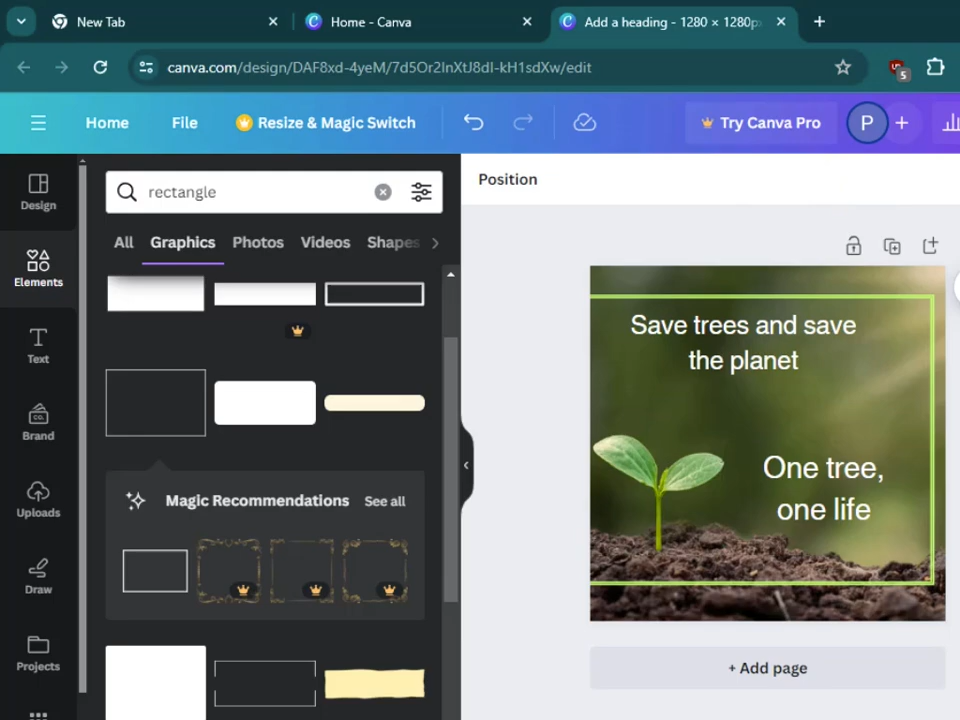 New Tab
Home - Canva
Add a heading - 1280 × 1280p
canva.com/design/DAF8xd-4yeM/7d5Or2InXtJ8dI-kH1sdXw/edit
5
Home
File
Resize & Magic Switch
Try Canva Pro
P
Design
Elements
Text
Brand
Uploads
Draw
Projects
rectangle
All
Graphics
Photos
Videos
Shapes
Magic Recommendations
See all
Position
Save trees and save
the planet
One tree,
one life
+ Add page